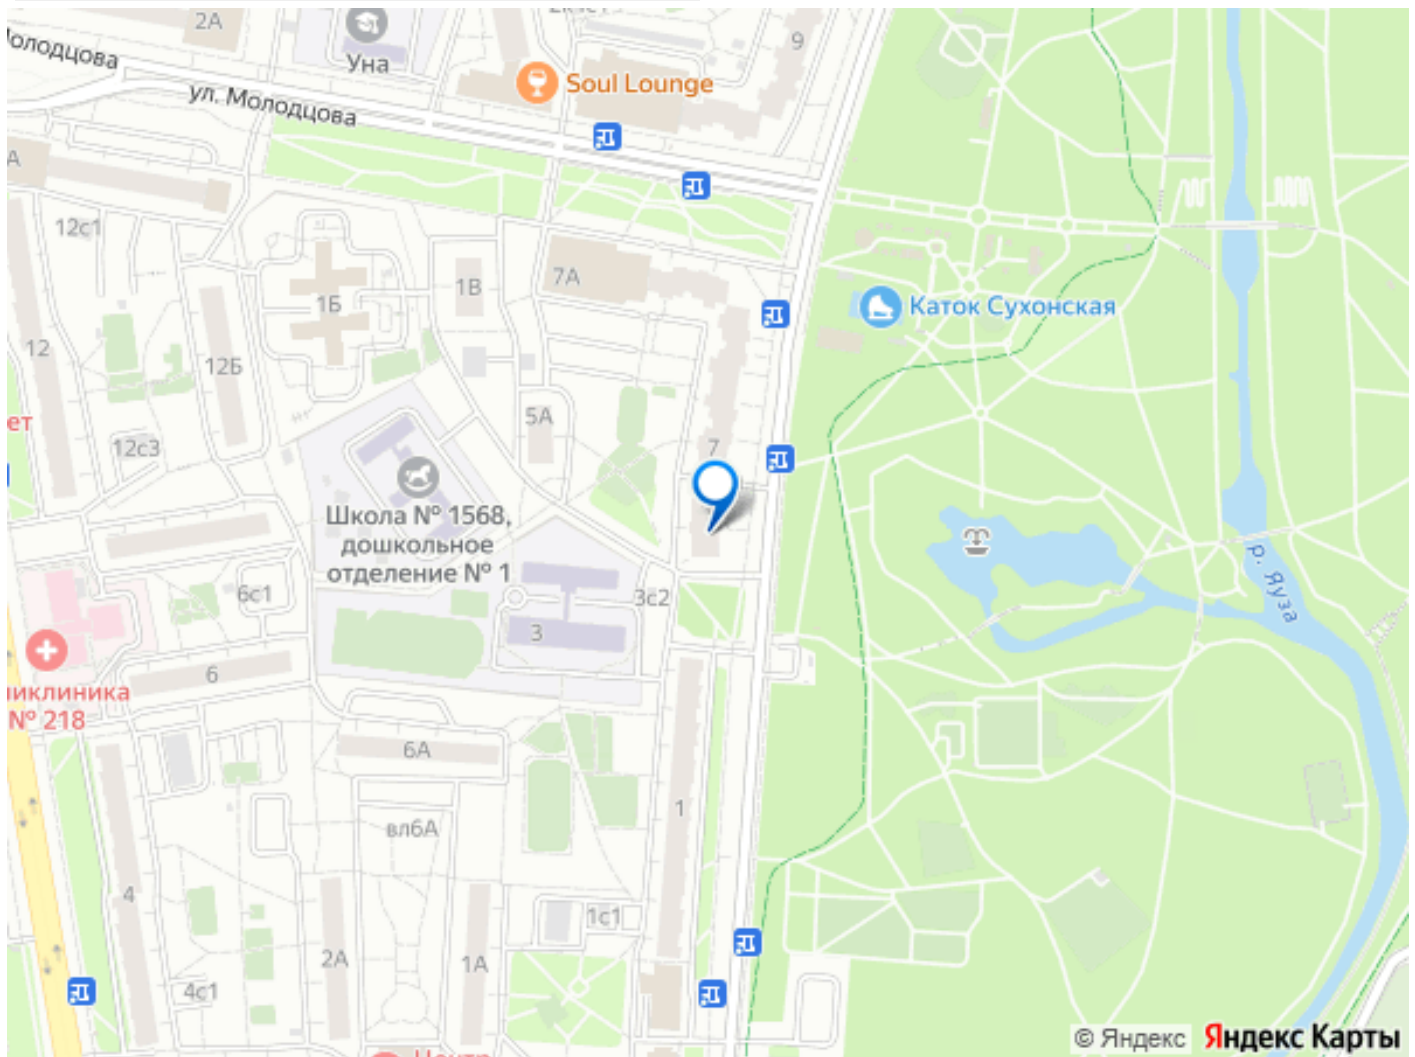 2А
9
Уна
Soul Lounge
ул. Молодцова
12с1
1Б
1В
7А
Каток Сухонская
12
12Б
5А
12с3
7
Школа № 1568,
дошкольное
отделение № 1
6с1
3с2
3
р. Яуза
6
№ 218
6А
1
вл6А
4
1с1
2А
1А
4с1
© Яндекс Яндекс Карты